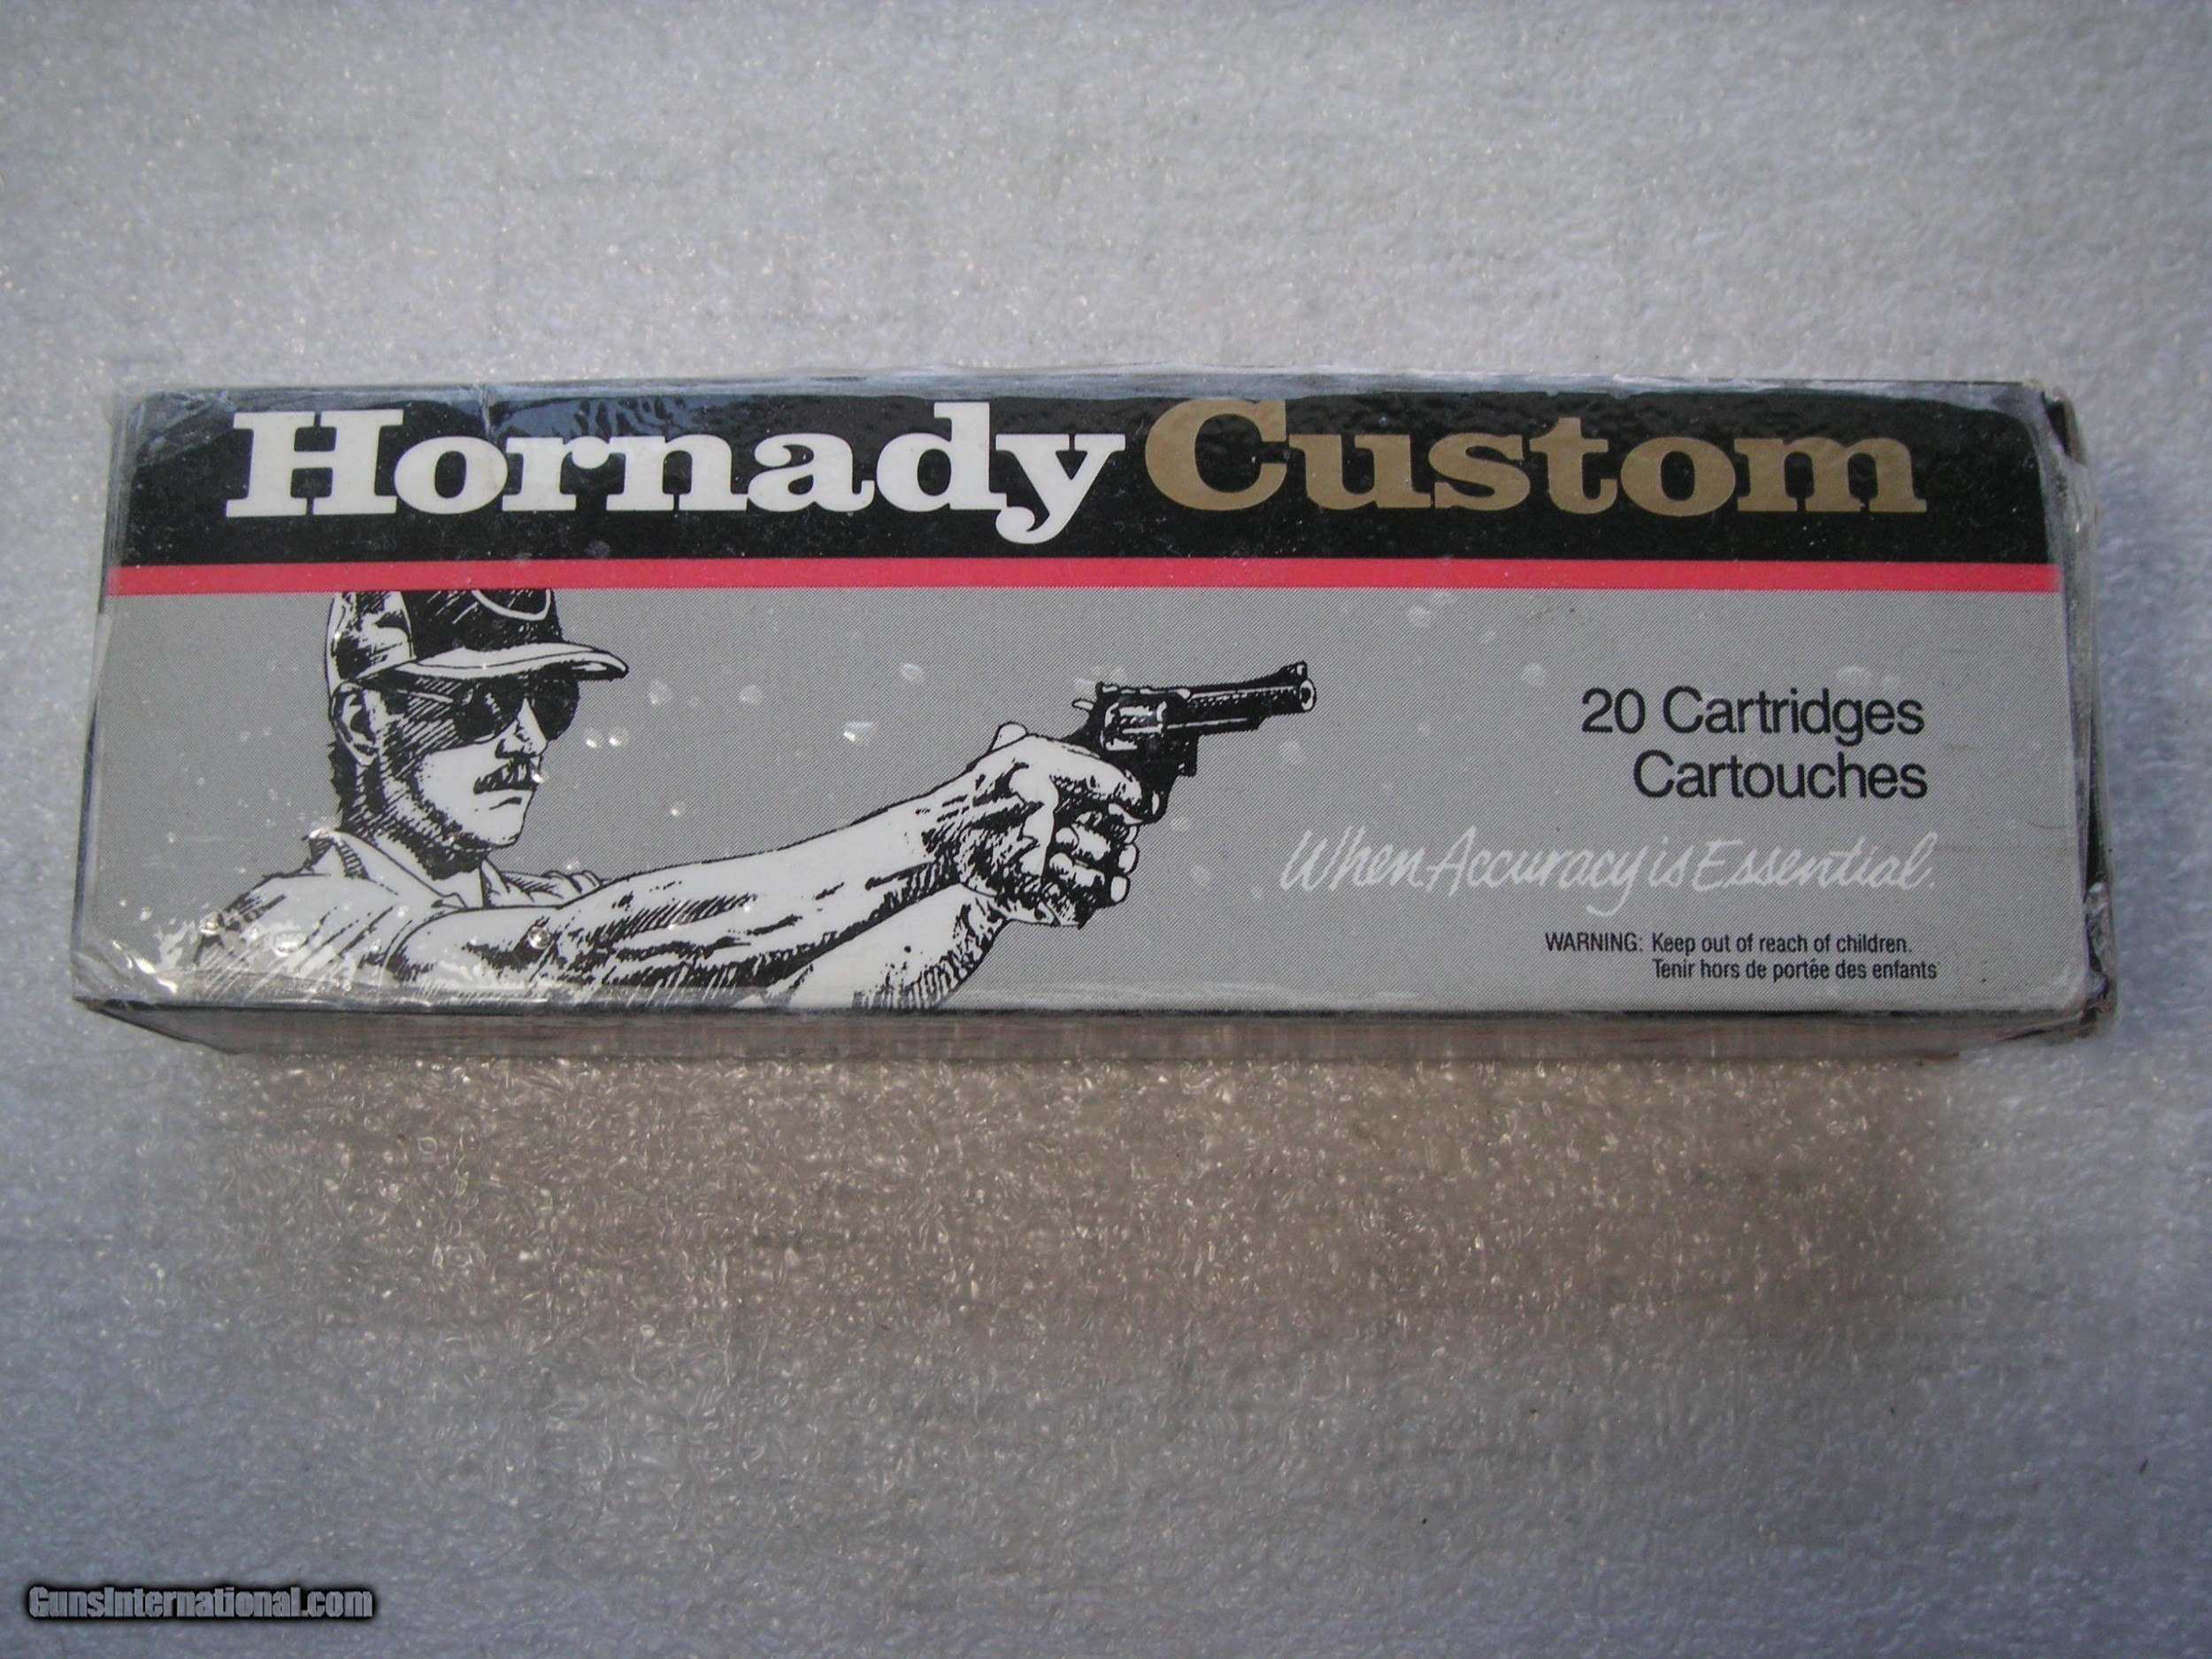 Hornady Custom
20 Cartridges
Cartouches
When Accuracy is Essential.
WARNING: Keep out of reach of children.
Tenir hors de portée des enfants
GunsInternational.com